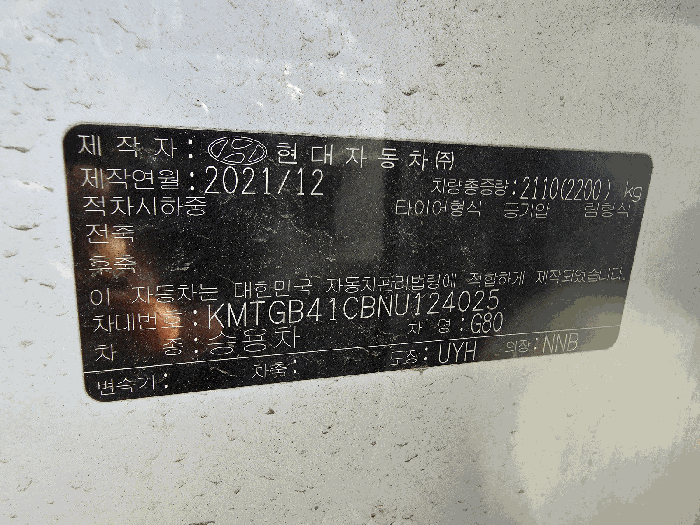 제 작 자 : 현대자동차㈜
제작연월 : 2021/12 차량총중량 : 2110(2200) kg
적차시하중 타이어형식 공기압 림형식
전축
후축
이 자동차는 대한민국 자동차관리법령에 적합하게 제작되었습니다.
차대번호 : KMTGB41CBNU124025
차 종 : 승용차 차 명 : G80
변속기 : 차축 : 도장 : UYH 의장 : NNB